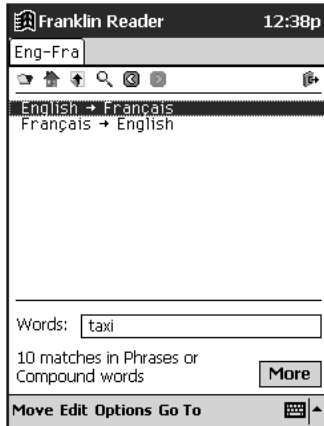 Franklin Reader 12:38p
Eng-Fra
English → Français
Français → English
Words: taxi
10 matches in Phrases or
Compound words
More
Move Edit Options Go To